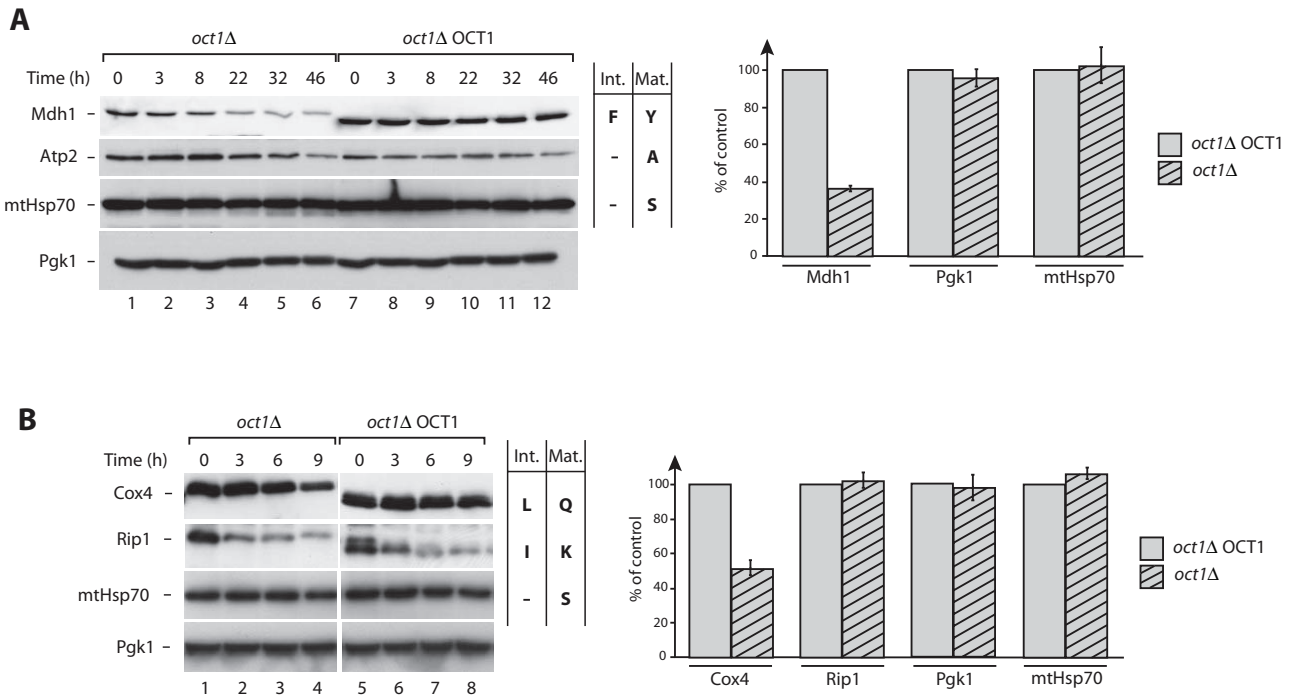 A
oct1Δ oct1Δ OCT1
Time (h) 0 3 8 22 32 46 0 3 8 22 32 46 Int. Mat.
Mdh1 – F Y
Atp2 – – A
mtHsp70 – – S
Pgk1 –
1 2 3 4 5 6 7 8 9 10 11 12
% of control
100
80
60
40
20
0
Mdh1 Pgk1 mtHsp70
oct1Δ OCT1
oct1Δ
B
oct1Δ oct1Δ OCT1
Time (h) 0 3 6 9 0 3 6 9 Int. Mat.
Cox4 – L Q
Rip1 – I K
mtHsp70 – – S
Pgk1 –
1 2 3 4 5 6 7 8
% of control
100
80
60
40
20
0
Cox4 Rip1 Pgk1 mtHsp70
oct1Δ OCT1
oct1Δ